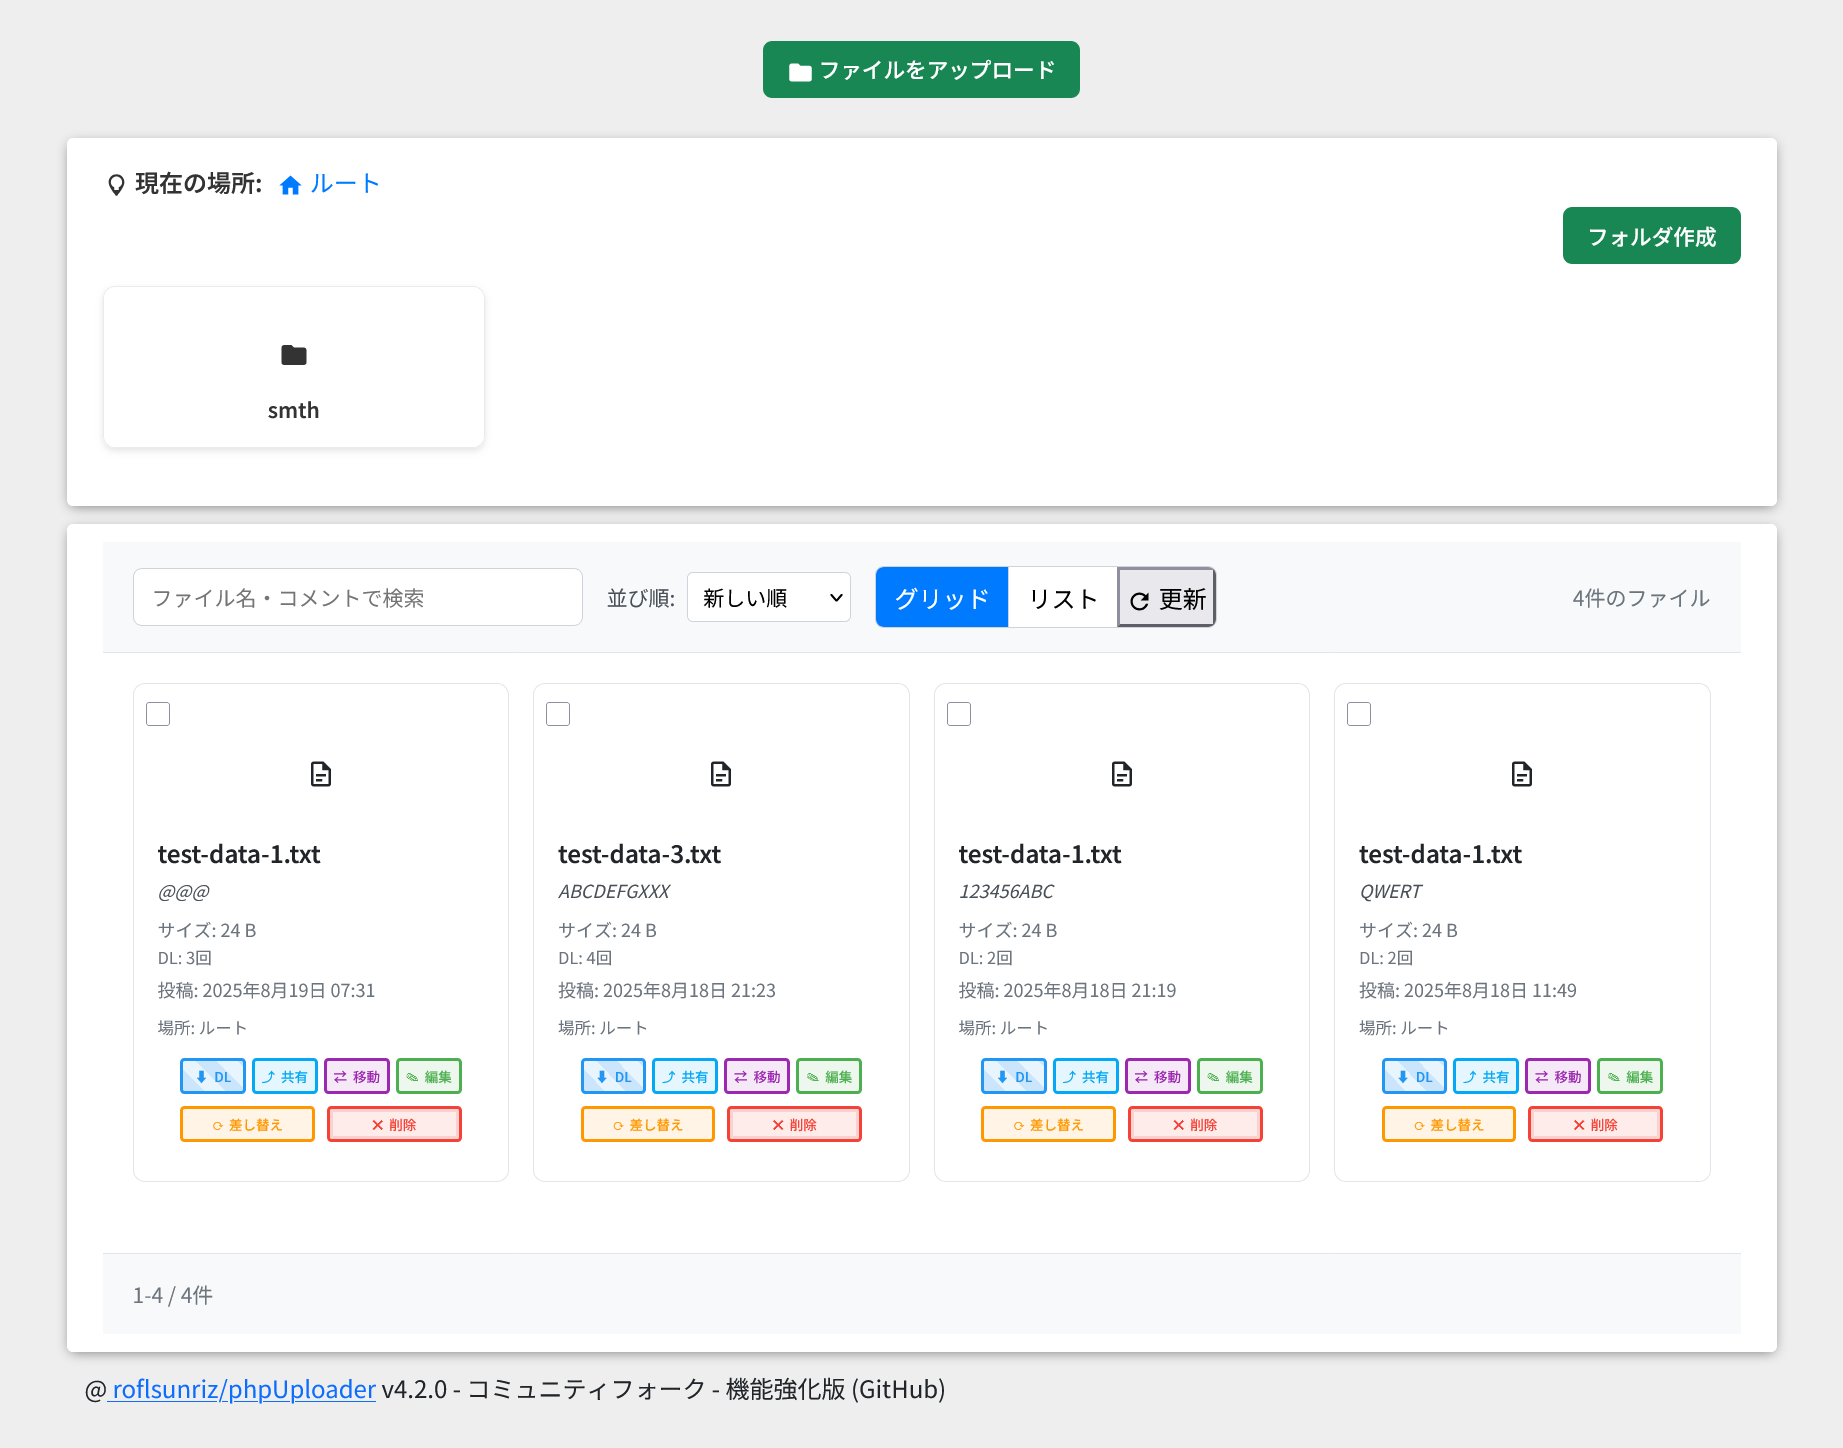 ファイルをアップロード
現在の場所: ルート
フォルダ作成
smth
ファイル名・コメントで検索 並び順: 新しい順 グリッド リスト 更新 4件のファイル
test-data-1.txt
@@@
サイズ: 24 B
DL: 3回
投稿: 2025年8月19日 07:31
場所: ルート
DL 共有 移動 編集
差し替え 削除
test-data-3.txt
ABCDEFGXXX
サイズ: 24 B
DL: 4回
投稿: 2025年8月18日 21:23
場所: ルート
DL 共有 移動 編集
差し替え 削除
test-data-1.txt
123456ABC
サイズ: 24 B
DL: 2回
投稿: 2025年8月18日 21:19
場所: ルート
DL 共有 移動 編集
差し替え 削除
test-data-1.txt
QWERT
サイズ: 24 B
DL: 2回
投稿: 2025年8月18日 11:49
場所: ルート
DL 共有 移動 編集
差し替え 削除
1-4 / 4件
@ roflsunriz/phpUploader v4.2.0 - コミュニティフォーク - 機能強化版 (GitHub)